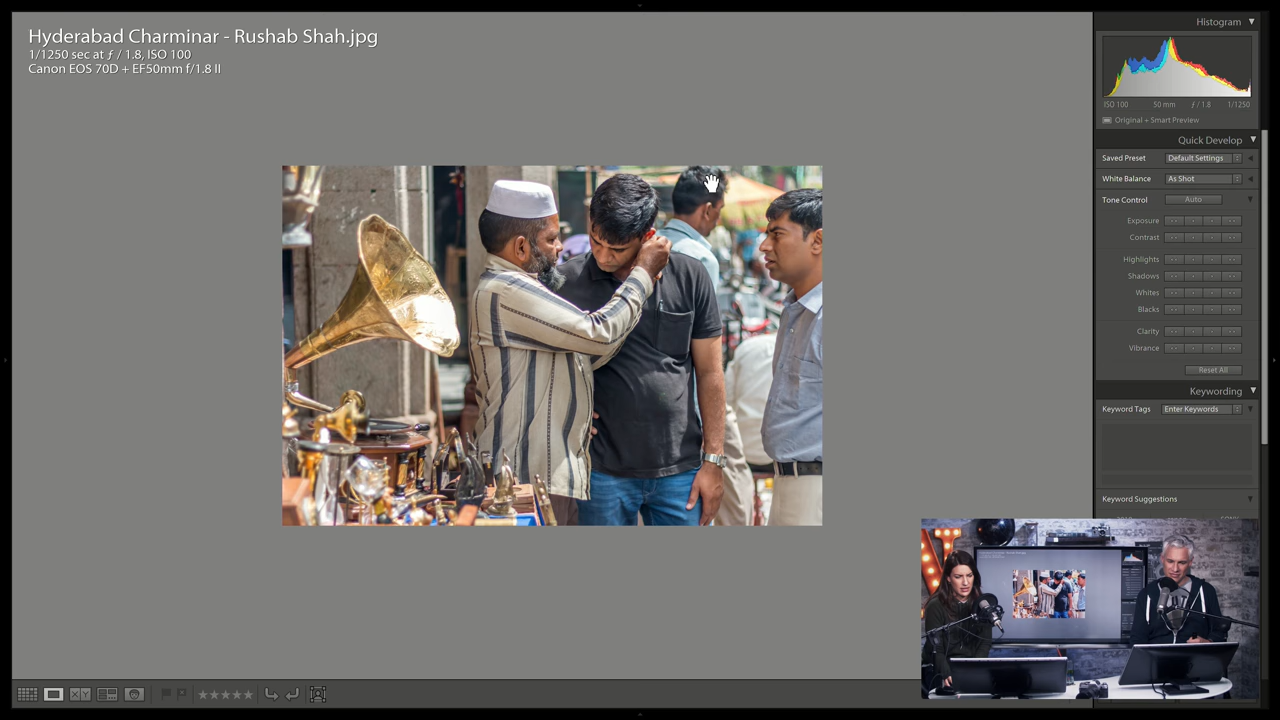 Hyderabad Charminar - Rushab Shah.jpg
1/1250 sec at ƒ / 1.8, ISO 100
Canon EOS 70D + EF50mm f/1.8 II
Histogram
ISO 100 50 mm ƒ / 1.8 1/1250
Original + Smart Preview
Quick Develop
Saved Preset Default Settings
White Balance As Shot
Tone Control Auto
Exposure
Contrast
Highlights
Shadows
Whites
Blacks
Clarity
Vibrance
Reset All
Keywording
Keyword Tags Enter Keywords
Keyword Suggestions
N
X Y